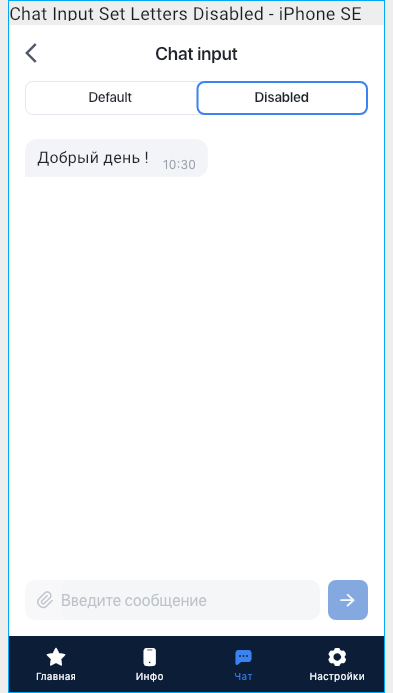 Chat Input Set Letters Disabled - iPhone SE
Chat input
Default Disabled
Добрый день ! 10:30
Введите сообщение
Главная Инфо Чат Настройки